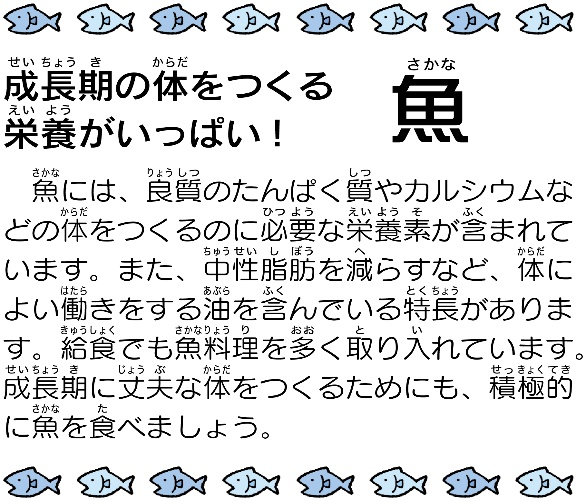 成長期の体をつくる
栄養がいっぱい！
魚
魚には、良質のたんぱく質やカルシウムな
どの体をつくるのに必要な栄養素が含まれて
います。また、中性脂肪を減らすなど、体に
よい働きをする油を含んでいる特長がありま
す。給食でも魚料理を多く取り入れています。
成長期に丈夫な体をつくるためにも、積極的
に魚を食べましょう。